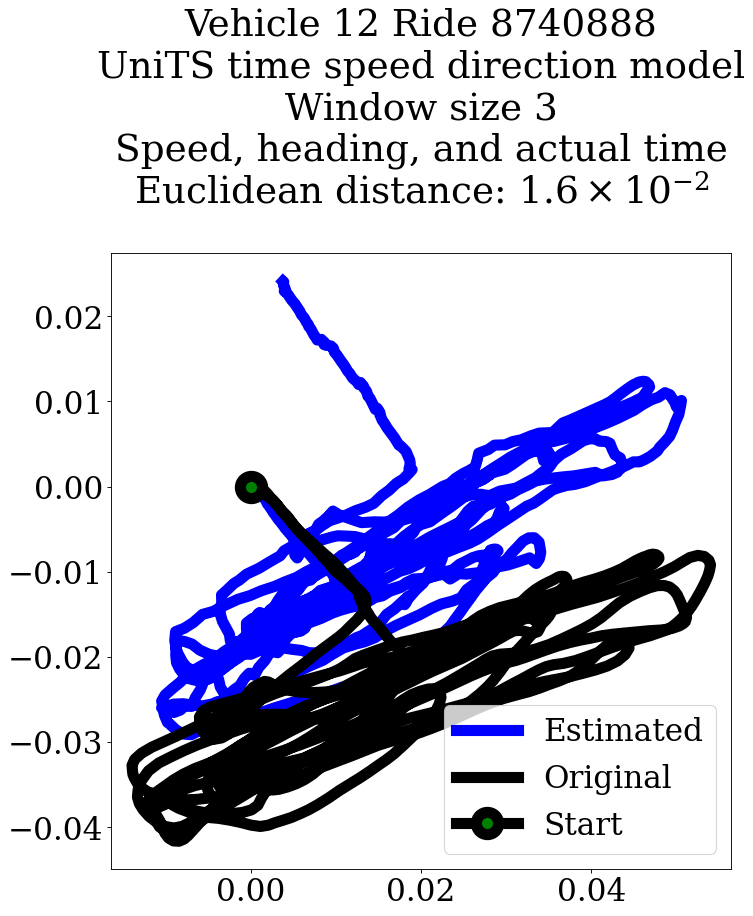 Vehicle 12 Ride 8740888
UniTS time speed direction model
Window size 3
Speed, heading, and actual time
Euclidean distance: 1.6 × 10⁻²
0.02
0.01
0.00
−0.01
−0.02
−0.03
−0.04
0.00 0.02 0.04
Estimated
Original
Start